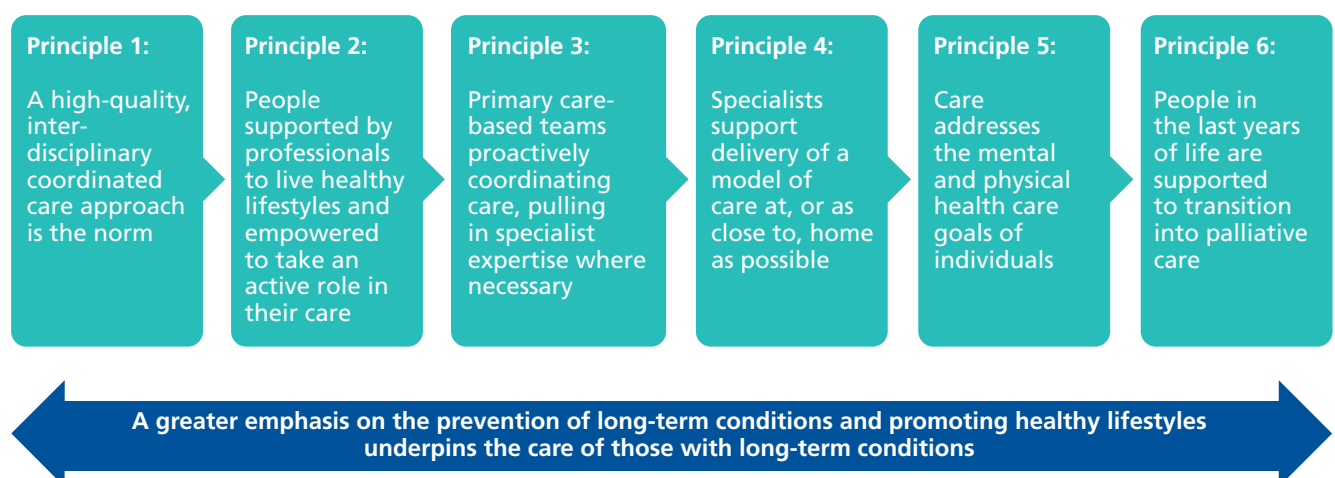 Principle 1:
A high-quality,
inter-
disciplinary
coordinated
care approach
is the norm
Principle 2:
People
supported by
professionals
to live healthy
lifestyles and
empowered
to take an
active role in
their care
Principle 3:
Primary care-
based teams
proactively
coordinating
care, pulling
in specialist
expertise where
necessary
Principle 4:
Specialists
support
delivery of a
model of
care at, or as
close to, home
as possible
Principle 5:
Care
addresses
the mental
and physical
health care
goals of
individuals
Principle 6:
People in
the last years
of life are
supported
to transition
into palliative
care
A greater emphasis on the prevention of long-term conditions and promoting healthy lifestyles
underpins the care of those with long-term conditions